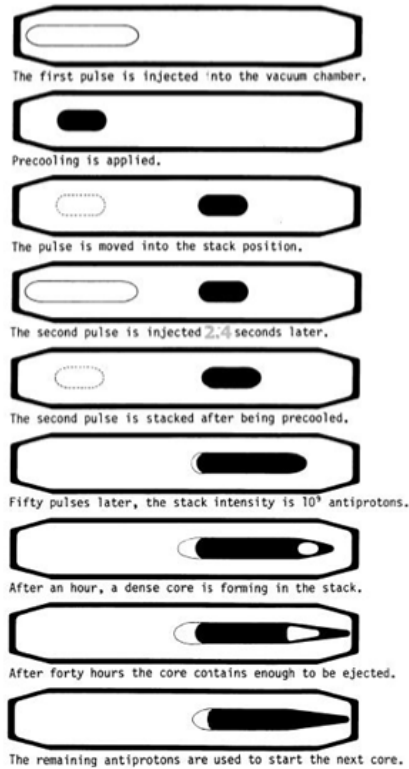 The first pulse is injected into the vacuum chamber.
Precooling is applied.
The pulse is moved into the stack position.
The second pulse is injected 2.4 seconds later.
The second pulse is stacked after being precooled.
Fifty pulses later, the stack intensity is 10⁹ antiprotons.
After an hour, a dense core is forming in the stack.
After forty hours the core contains enough to be ejected.
The remaining antiprotons are used to start the next core.